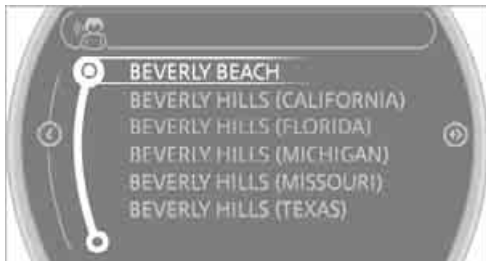 BEVERLY BEACH
BEVERLY HILLS (CALIFORNIA)
BEVERLY HILLS (FLORIDA)
BEVERLY HILLS (MICHIGAN)
BEVERLY HILLS (MISSOURI)
BEVERLY HILLS (TEXAS)